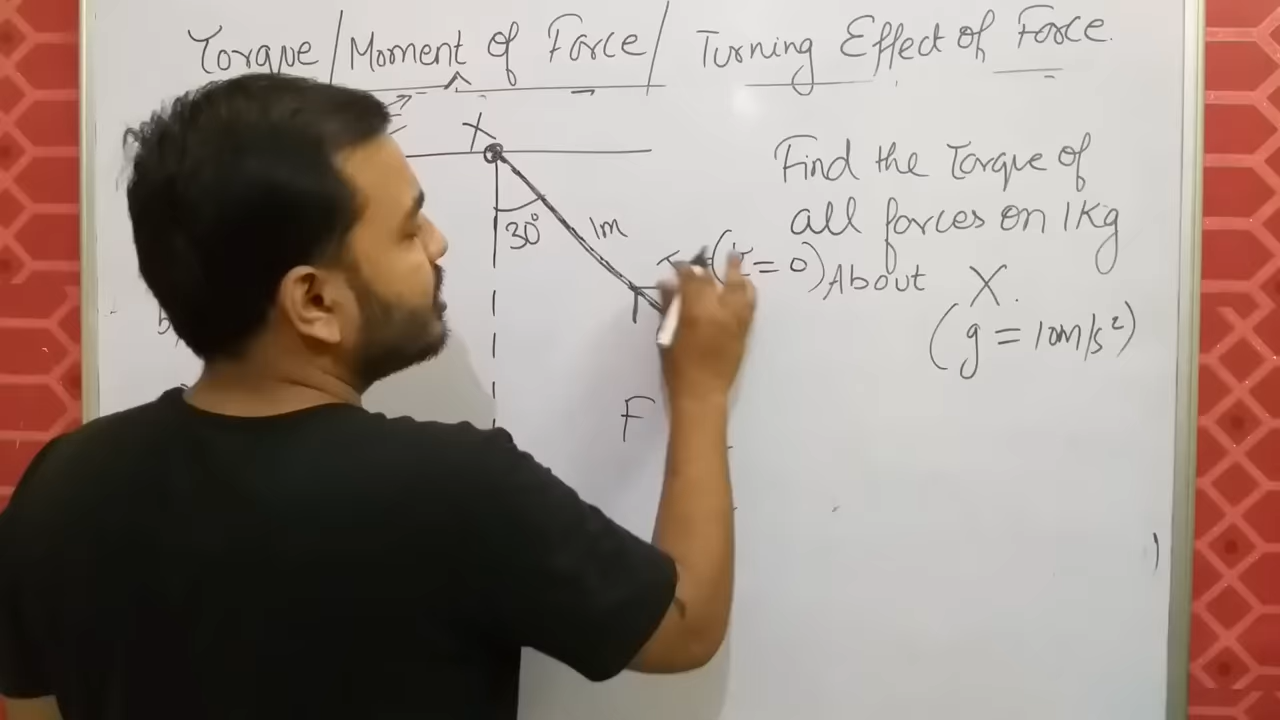 Torque / Moment of Force / Turning Effect of Force.
X
Find the Torque of
all forces on 1kg
30°
1m
(τ = 0) About X.
(g = 10m/s²)
F